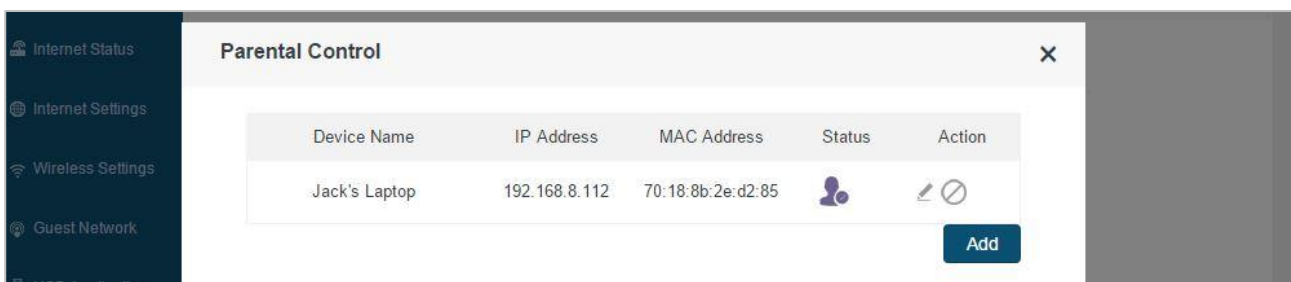 Parental Control
Internet Status
Internet Settings
Wireless Settings
Guest Network
Device Name IP Address MAC Address Status Action
Jack's Laptop 192.168.8.112 70:18:8b:2e:d2:85
Add